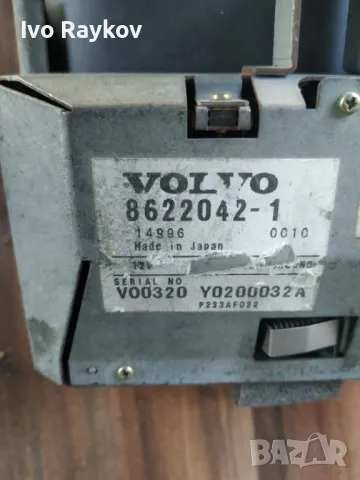 Ivo Raykov
VOLVO
8622042-1
14996 0010
Made in Japan
12V
SERIAL NO
V00320 Y0200032A
P233AF032
BAZAR